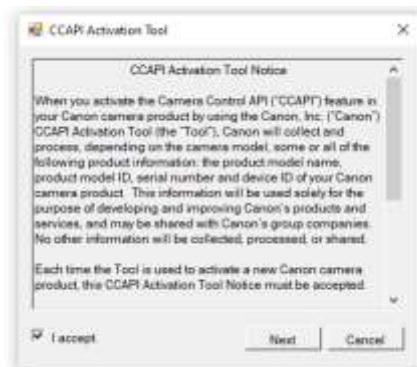 CCAPI Activation Tool
CCAPI Activation Tool Notice
When you activate the Camera Control API ("CCAPI") feature in
your Canon camera product by using the Canon, Inc. ("Canon")
CCAPI Activation Tool (the "Tool"), Canon will collect and
process, depending on the camera model, some or all of the
following product information: the product model name,
product model ID, serial number and device ID of your Canon
camera product. This information will be used solely for the
purpose of developing and improving Canon's products and
services, and may be shared with Canon's group companies.
No other information will be collected, processed, or shared.
Each time the Tool is used to activate a new Canon camera
product, this CCAPI Activation Tool Notice must be accepted.
I accept
Next
Cancel